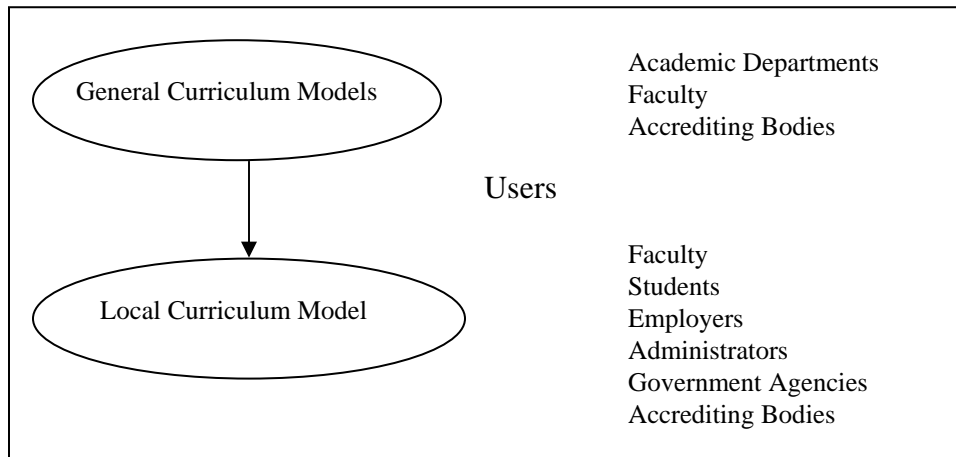 General Curriculum Models
Academic Departments
Faculty
Accrediting Bodies
Users
Local Curriculum Model
Faculty
Students
Employers
Administrators
Government Agencies
Accrediting Bodies